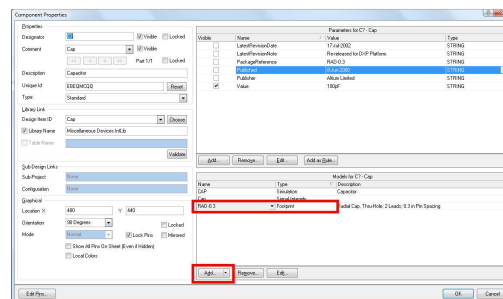 Component Properties
Properties
Designator
C?
Visible
Locked
Comment
Cap
Visible
Part 1/1
Locked
Description
Capacitor
Unique Id
EBEQMCQQ
Reset
Type
Standard
Library Link
Design Item ID
Cap
Choose
Library Name
Miscellaneous Devices.IntLib
Table Name
Validate
Sub-Design Links
Sub-Project
None
Configuration
None
Graphical
Location X
480
Y
440
Orientation
90 Degrees
Locked
Mode
Normal
Lock Pins
Mirrored
Show All Pins On Sheet (Even if Hidden)
Local Colors
Edit Pins...
Parameters for C? - Cap
Visible Name Value Type
LatestRevisionDate 17-Jul-2002 STRING
LatestRevisionNote Re-released for DXP Platform. STRING
PackageReference RAD-0.3 STRING
Published 8-Jun-2000 STRING
Publisher Altium Limited STRING
Value 100pF STRING
Add... Remove... Edit... Add as Rule...
Models for C? - Cap
Name Type Description
CAP Simulation Capacitor
Cap Signal Integrity
RAD-0.3 Footprint Radial Cap, Thru-Hole; 2 Leads; 0.3 in Pin Spacing
Add... Remove... Edit...
OK Cancel